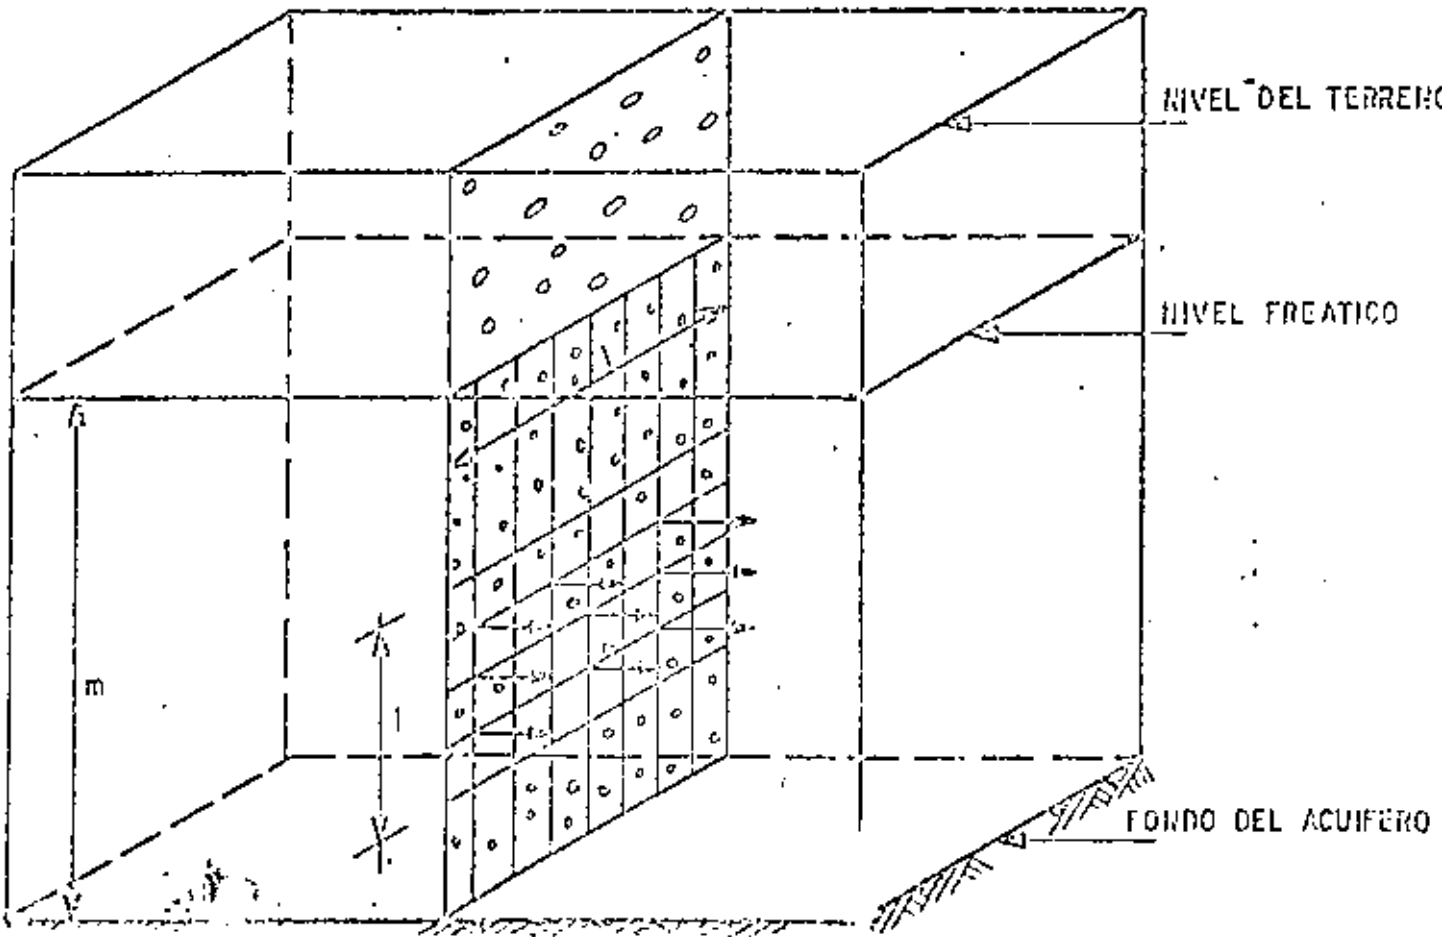 NIVEL DEL TERRENO
NIVEL FREATICO
m
1
FONDO DEL ACUIFERO